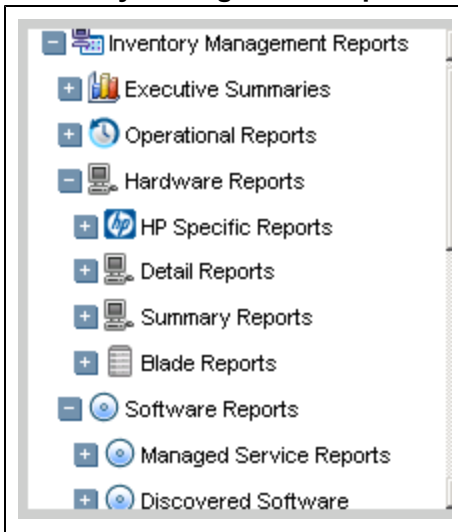 Inventory Management Reports
Executive Summaries
Operational Reports
Hardware Reports
hp HP Specific Reports
Detail Reports
Summary Reports
Blade Reports
Software Reports
Managed Service Reports
Discovered Software